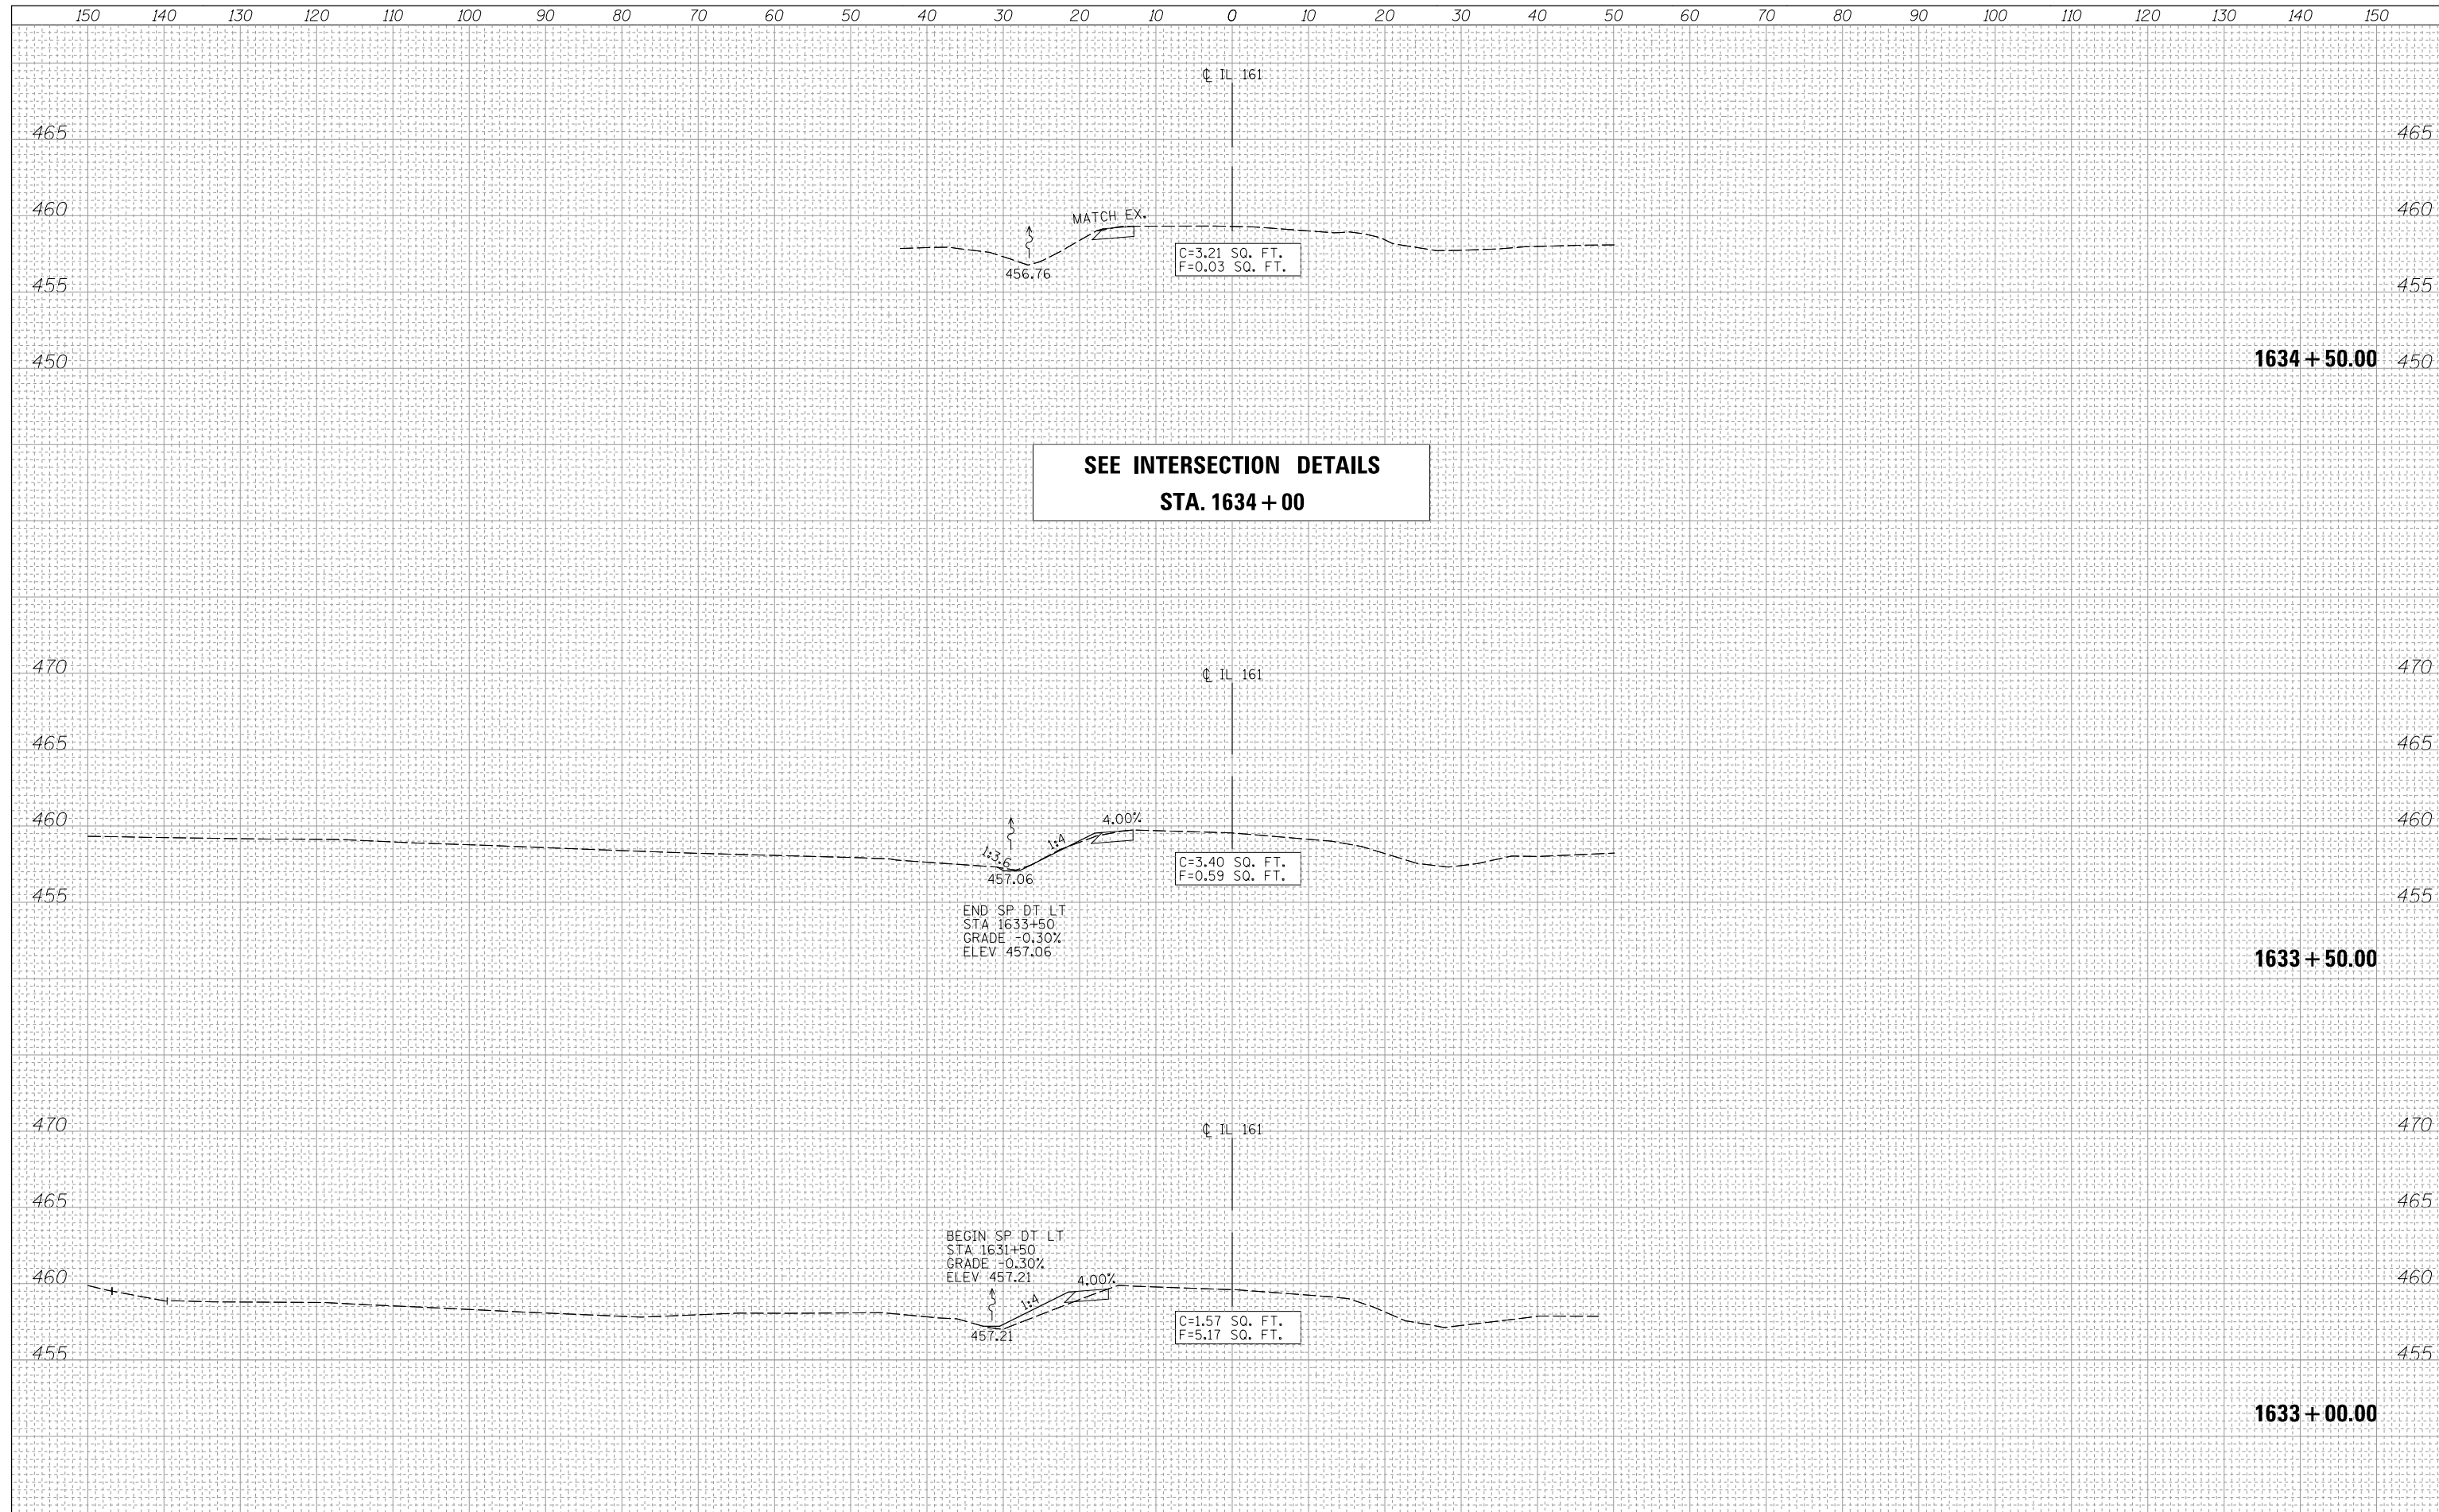 150 140 130 120 110 100 90 80 70 60 50 40 30 20 10 0 10 20 30 40 50 60 70 80 90 100 110 120 130 140 150
℄ IL 161
465 465
460 460
MATCH EX.
C=3.21 SQ. FT.
F=0.03 SQ. FT.
456.76
455 455
1634+50.00
450 450
SEE INTERSECTION DETAILS
STA. 1634+00
470 470
℄ IL 161
465 465
460 460
4.00%
1:4
1:3.6
C=3.40 SQ. FT.
F=0.59 SQ. FT.
457.06
455 455
END SP DT LT
STA 1633+50
GRADE -0.30%
ELEV 457.06
1633+50.00
470 470
℄ IL 161
465 465
BEGIN SP DT LT
STA 1631+50
GRADE -0.30%
ELEV 457.21
460 460
4.00%
1:4
C=1.57 SQ. FT.
F=5.17 SQ. FT.
457.21
455 455
1633+00.00